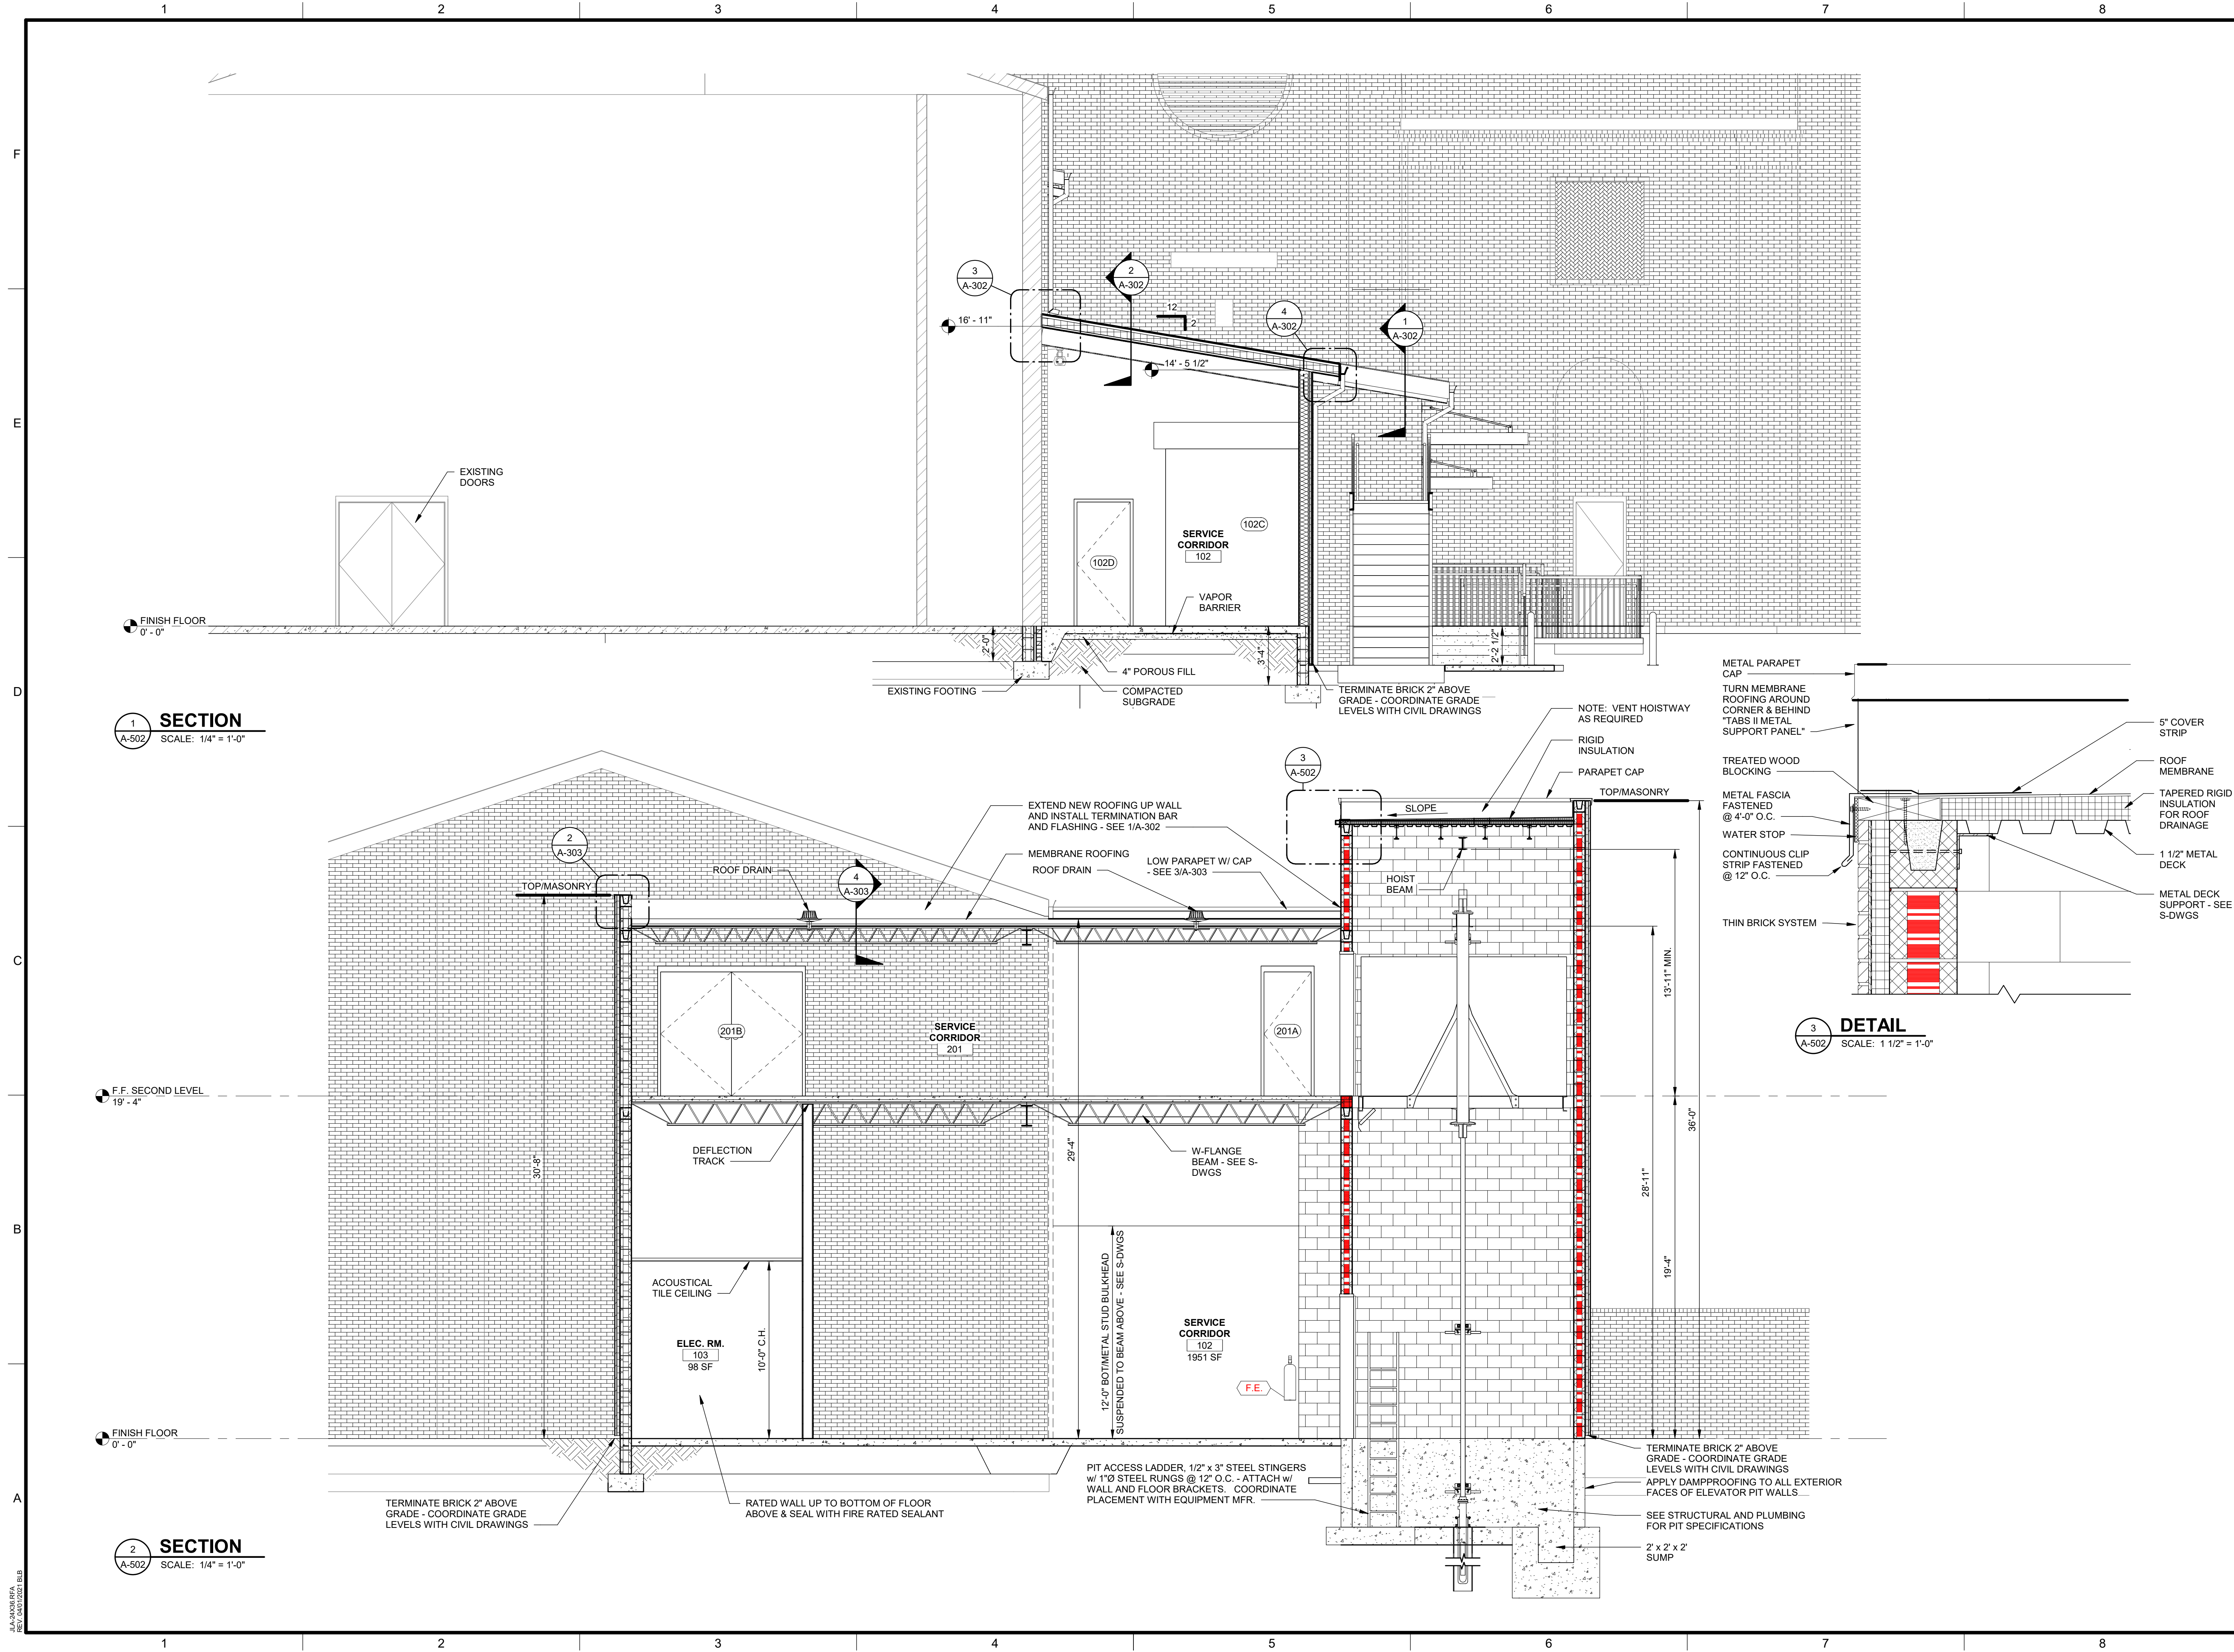 1
2
3
4
5
6
7
8
F
E
D
C
B
A
3
A-302
2
A-302
12
2
4
A-302
1
A-302
16' - 11"
14' - 5 1/2"
EXISTING
DOORS
102C
SERVICE
CORRIDOR
102
102D
VAPOR
BARRIER
FINISH FLOOR
0' - 0"
2'-0"
3'-4"
2'-2 1/2"
4" POROUS FILL
EXISTING FOOTING
COMPACTED
SUBGRADE
TERMINATE BRICK 2" ABOVE
GRADE - COORDINATE GRADE
LEVELS WITH CIVIL DRAWINGS
1
A-502
SECTION
SCALE: 1/4" = 1'-0"
NOTE: VENT HOISTWAY
AS REQUIRED
RIGID
INSULATION
PARAPET CAP
TOP/MASONRY
3
A-502
SLOPE
EXTEND NEW ROOFING UP WALL
AND INSTALL TERMINATION BAR
AND FLASHING - SEE 1/A-302
MEMBRANE ROOFING
ROOF DRAIN
LOW PARAPET W/ CAP
- SEE 3/A-303
2
A-303
ROOF DRAIN
4
A-303
TOP/MASONRY
HOIST
BEAM
201B
SERVICE
CORRIDOR
201
201A
13'-11" MIN.
F.F. SECOND LEVEL
19' - 4"
DEFLECTION
TRACK
W-FLANGE
BEAM - SEE S-
DWGS
30'-8"
29'-4"
28'-11"
36'-0"
19'-4"
ACOUSTICAL
TILE CEILING
ELEC. RM.
103
98 SF
10'-0" C.H.
12'-0" BOT/METAL STUD BULKHEAD
SUSPENDED TO BEAM ABOVE - SEE S-DWGS
SERVICE
CORRIDOR
102
1951 SF
F.E.
FINISH FLOOR
0' - 0"
TERMINATE BRICK 2" ABOVE
GRADE - COORDINATE GRADE
LEVELS WITH CIVIL DRAWINGS
RATED WALL UP TO BOTTOM OF FLOOR
ABOVE & SEAL WITH FIRE RATED SEALANT
PIT ACCESS LADDER, 1/2" x 3" STEEL STINGERS
w/ 1"Ø STEEL RUNGS @ 12" O.C. - ATTACH w/
WALL AND FLOOR BRACKETS. COORDINATE
PLACEMENT WITH EQUIPMENT MFR.
TERMINATE BRICK 2" ABOVE
GRADE - COORDINATE GRADE
LEVELS WITH CIVIL DRAWINGS
APPLY DAMPPROOFING TO ALL EXTERIOR
FACES OF ELEVATOR PIT WALLS
SEE STRUCTURAL AND PLUMBING
FOR PIT SPECIFICATIONS
2' x 2' x 2'
SUMP
2
A-502
SECTION
SCALE: 1/4" = 1'-0"
METAL PARAPET
CAP
TURN MEMBRANE
ROOFING AROUND
CORNER & BEHIND
"TABS II METAL
SUPPORT PANEL"
TREATED WOOD
BLOCKING
METAL FASCIA
FASTENED
@ 4'-0" O.C.
WATER STOP
CONTINUOUS CLIP
STRIP FASTENED
@ 12" O.C.
THIN BRICK SYSTEM
5" COVER
STRIP
ROOF
MEMBRANE
TAPERED RIGID
INSULATION
FOR ROOF
DRAINAGE
1 1/2" METAL
DECK
METAL DECK
SUPPORT - SEE
S-DWGS
3
A-502
DETAIL
SCALE: 1 1/2" = 1'-0"
JLA-24X36.RFA
REV. 04/01/2021 BLB
1
2
3
4
5
6
7
8